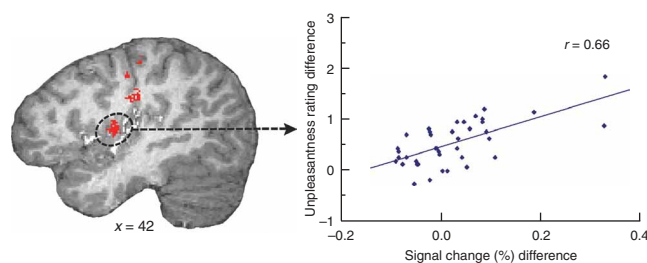 x = 42
Unpleasantness rating difference
3
2
1
0
–1
r = 0.66
–0.2
0.0
0.2
0.4
Signal change (%) difference